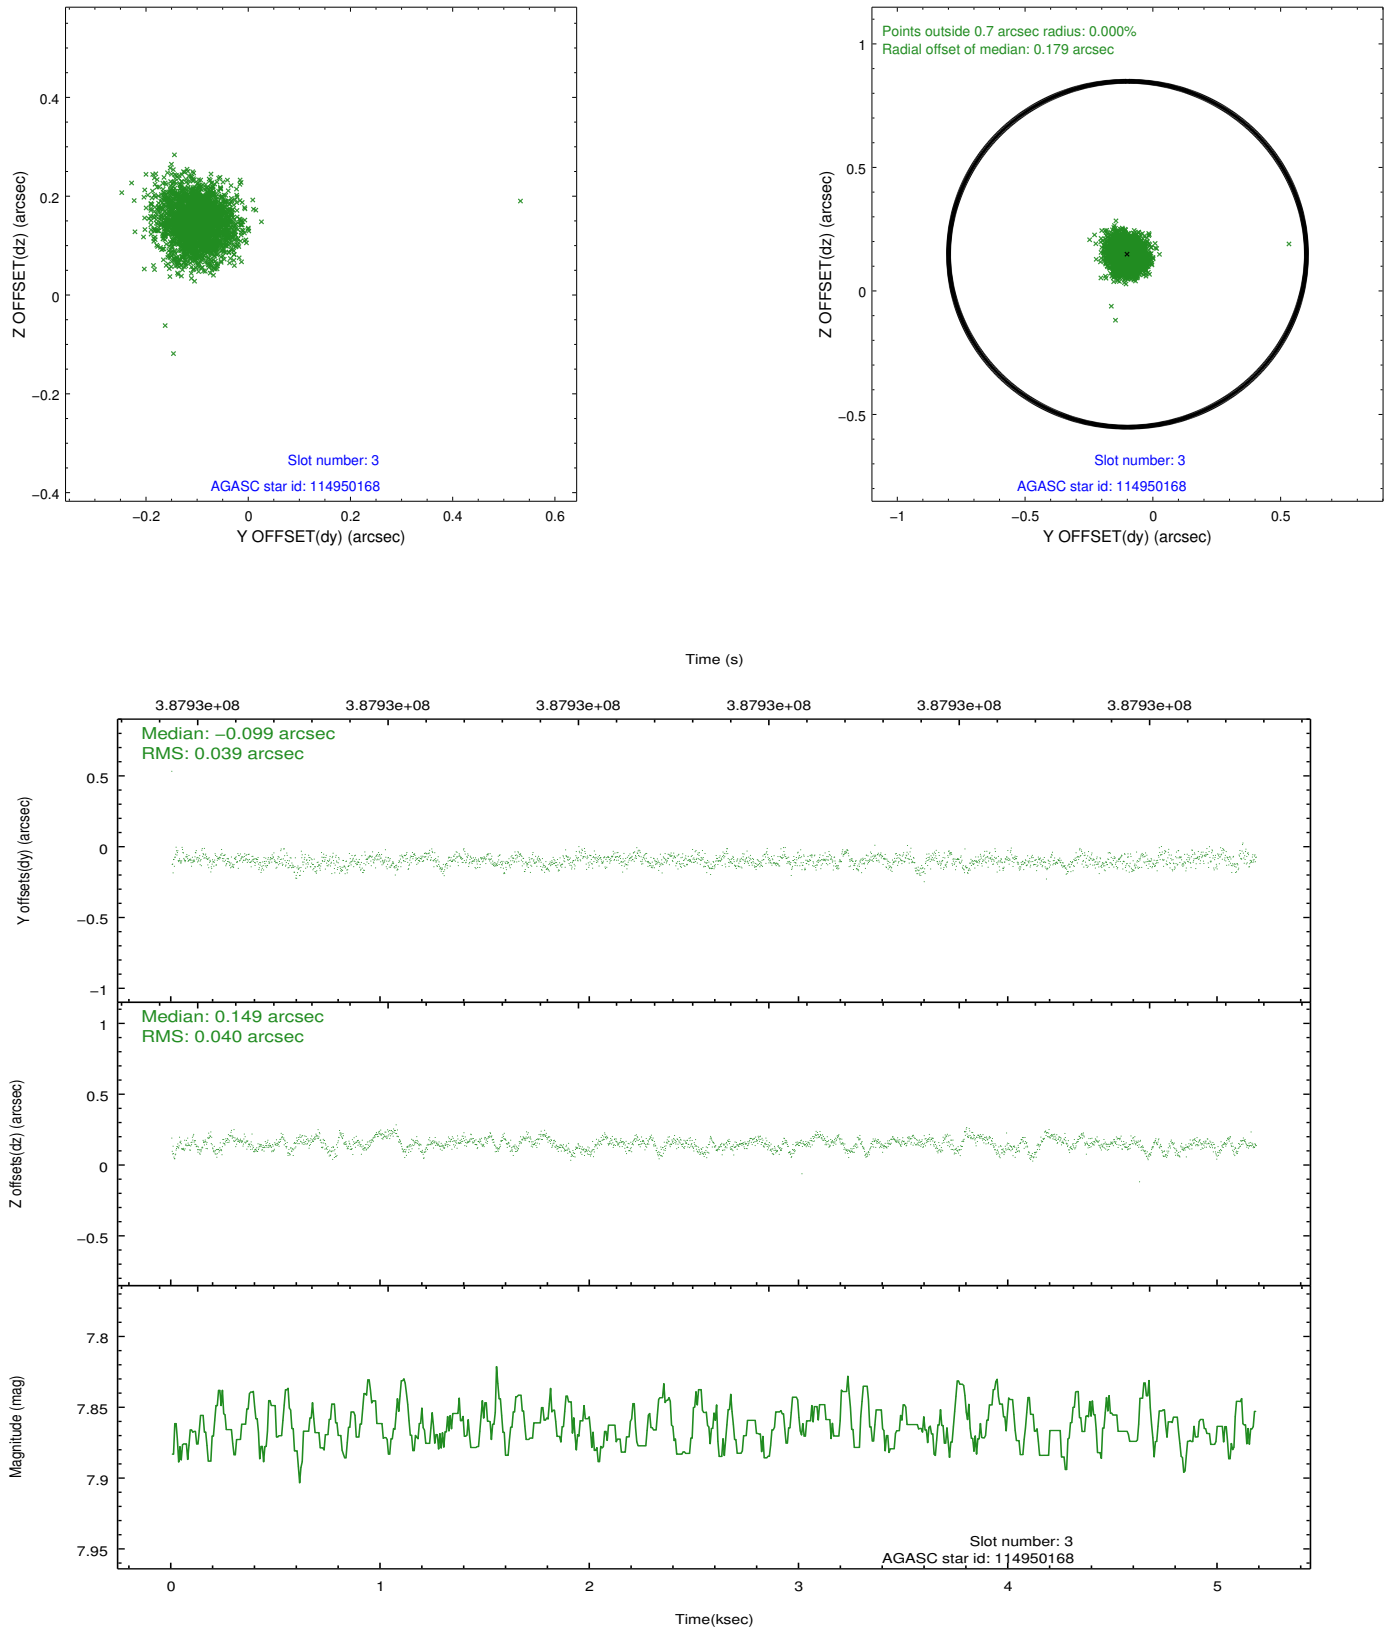 0.4
0.2
0
−0.2
−0.4
Z OFFSET(dz) (arcsec)
Slot number: 3
AGASC star id: 114950168
−0.2
0
0.2
0.4
0.6
Y OFFSET(dy) (arcsec)
Points outside 0.7 arcsec radius: 0.000%
Radial offset of median: 0.179 arcsec
1
0.5
0
−0.5
Z OFFSET(dz) (arcsec)
Slot number: 3
AGASC star id: 114950168
−1
−0.5
0
0.5
Y OFFSET(dy) (arcsec)
Time (s)
3.8793e+08
3.8793e+08
3.8793e+08
3.8793e+08
3.8793e+08
3.8793e+08
Median: −0.099 arcsec
RMS: 0.039 arcsec
0.5
0
−0.5
−1
Y offsets(dy) (arcsec)
Median: 0.149 arcsec
RMS: 0.040 arcsec
1
0.5
0
−0.5
Z offsets(dz) (arcsec)
7.8
7.85
7.9
7.95
Magnitude (mag)
Slot number: 3
AGASC star id: 114950168
0
1
2
3
4
5
Time(ksec)